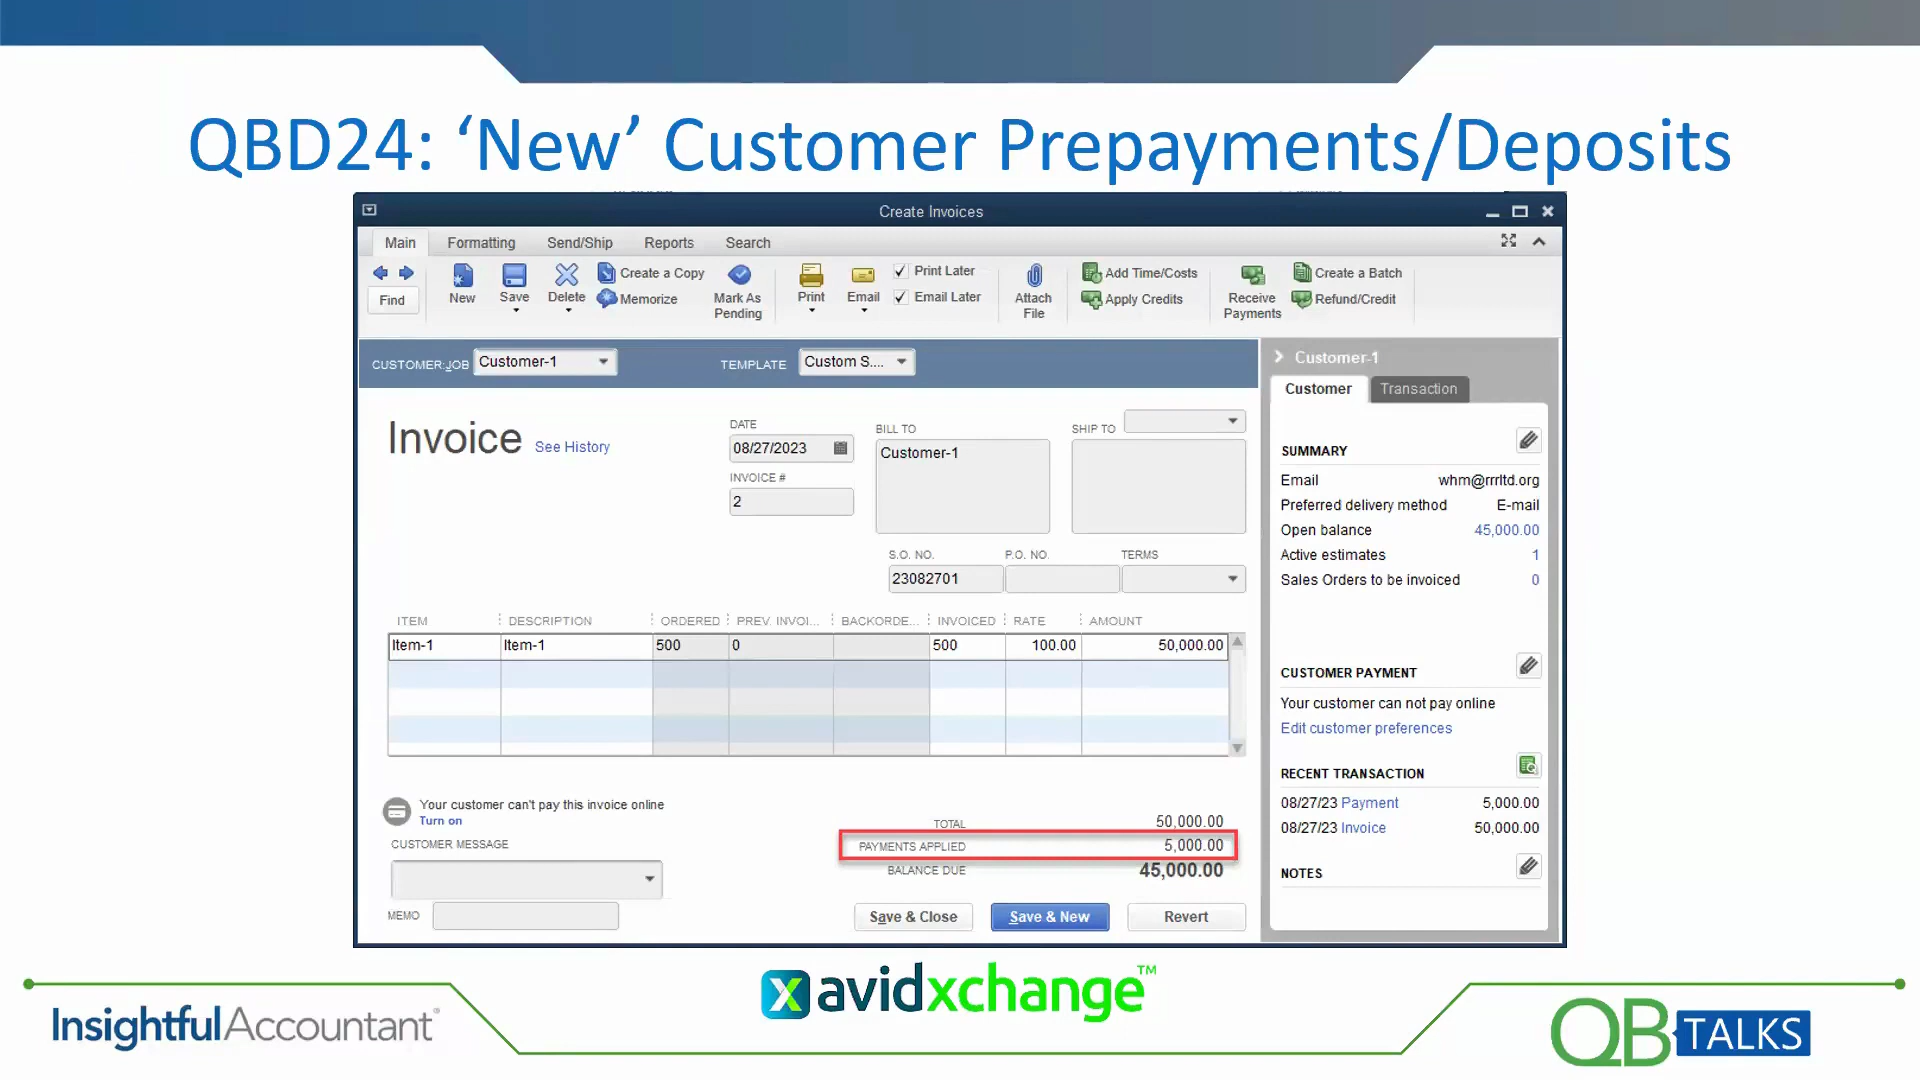 QBD24: ‘New’ Customer Prepayments/Deposits
Create Invoices
Main Formatting Send/Ship Reports Search
Find
New
Save
Delete
Create a Copy
Memorize
Mark As
Pending
Print
Email
Print Later
Email Later
Attach
File
Add Time/Costs
Apply Credits
Receive
Payments
Create a Batch
Refund/Credit
CUSTOMER:JOB Customer-1 TEMPLATE Custom S....
Invoice See History
DATE
08/27/2023
INVOICE #
2
BILL TO
Customer-1
SHIP TO
S.O. NO. P.O. NO. TERMS
23082701
ITEM DESCRIPTION ORDERED PREV. INVOI... BACKORDE... INVOICED RATE AMOUNT
Item-1 Item-1 500 0 500 100.00 50,000.00
Your customer can't pay this invoice online
Turn on
CUSTOMER MESSAGE
MEMO
TOTAL 50,000.00
PAYMENTS APPLIED 5,000.00
BALANCE DUE 45,000.00
Save & Close Save & New Revert
Customer-1
Customer Transaction
SUMMARY
Email whm@rrrltd.org
Preferred delivery method E-mail
Open balance 45,000.00
Active estimates 1
Sales Orders to be invoiced 0
CUSTOMER PAYMENT
Your customer can not pay online
Edit customer preferences
RECENT TRANSACTION
08/27/23 Payment 5,000.00
08/27/23 Invoice 50,000.00
NOTES
InsightfulAccountant®
avidxchange™
QB TALKS